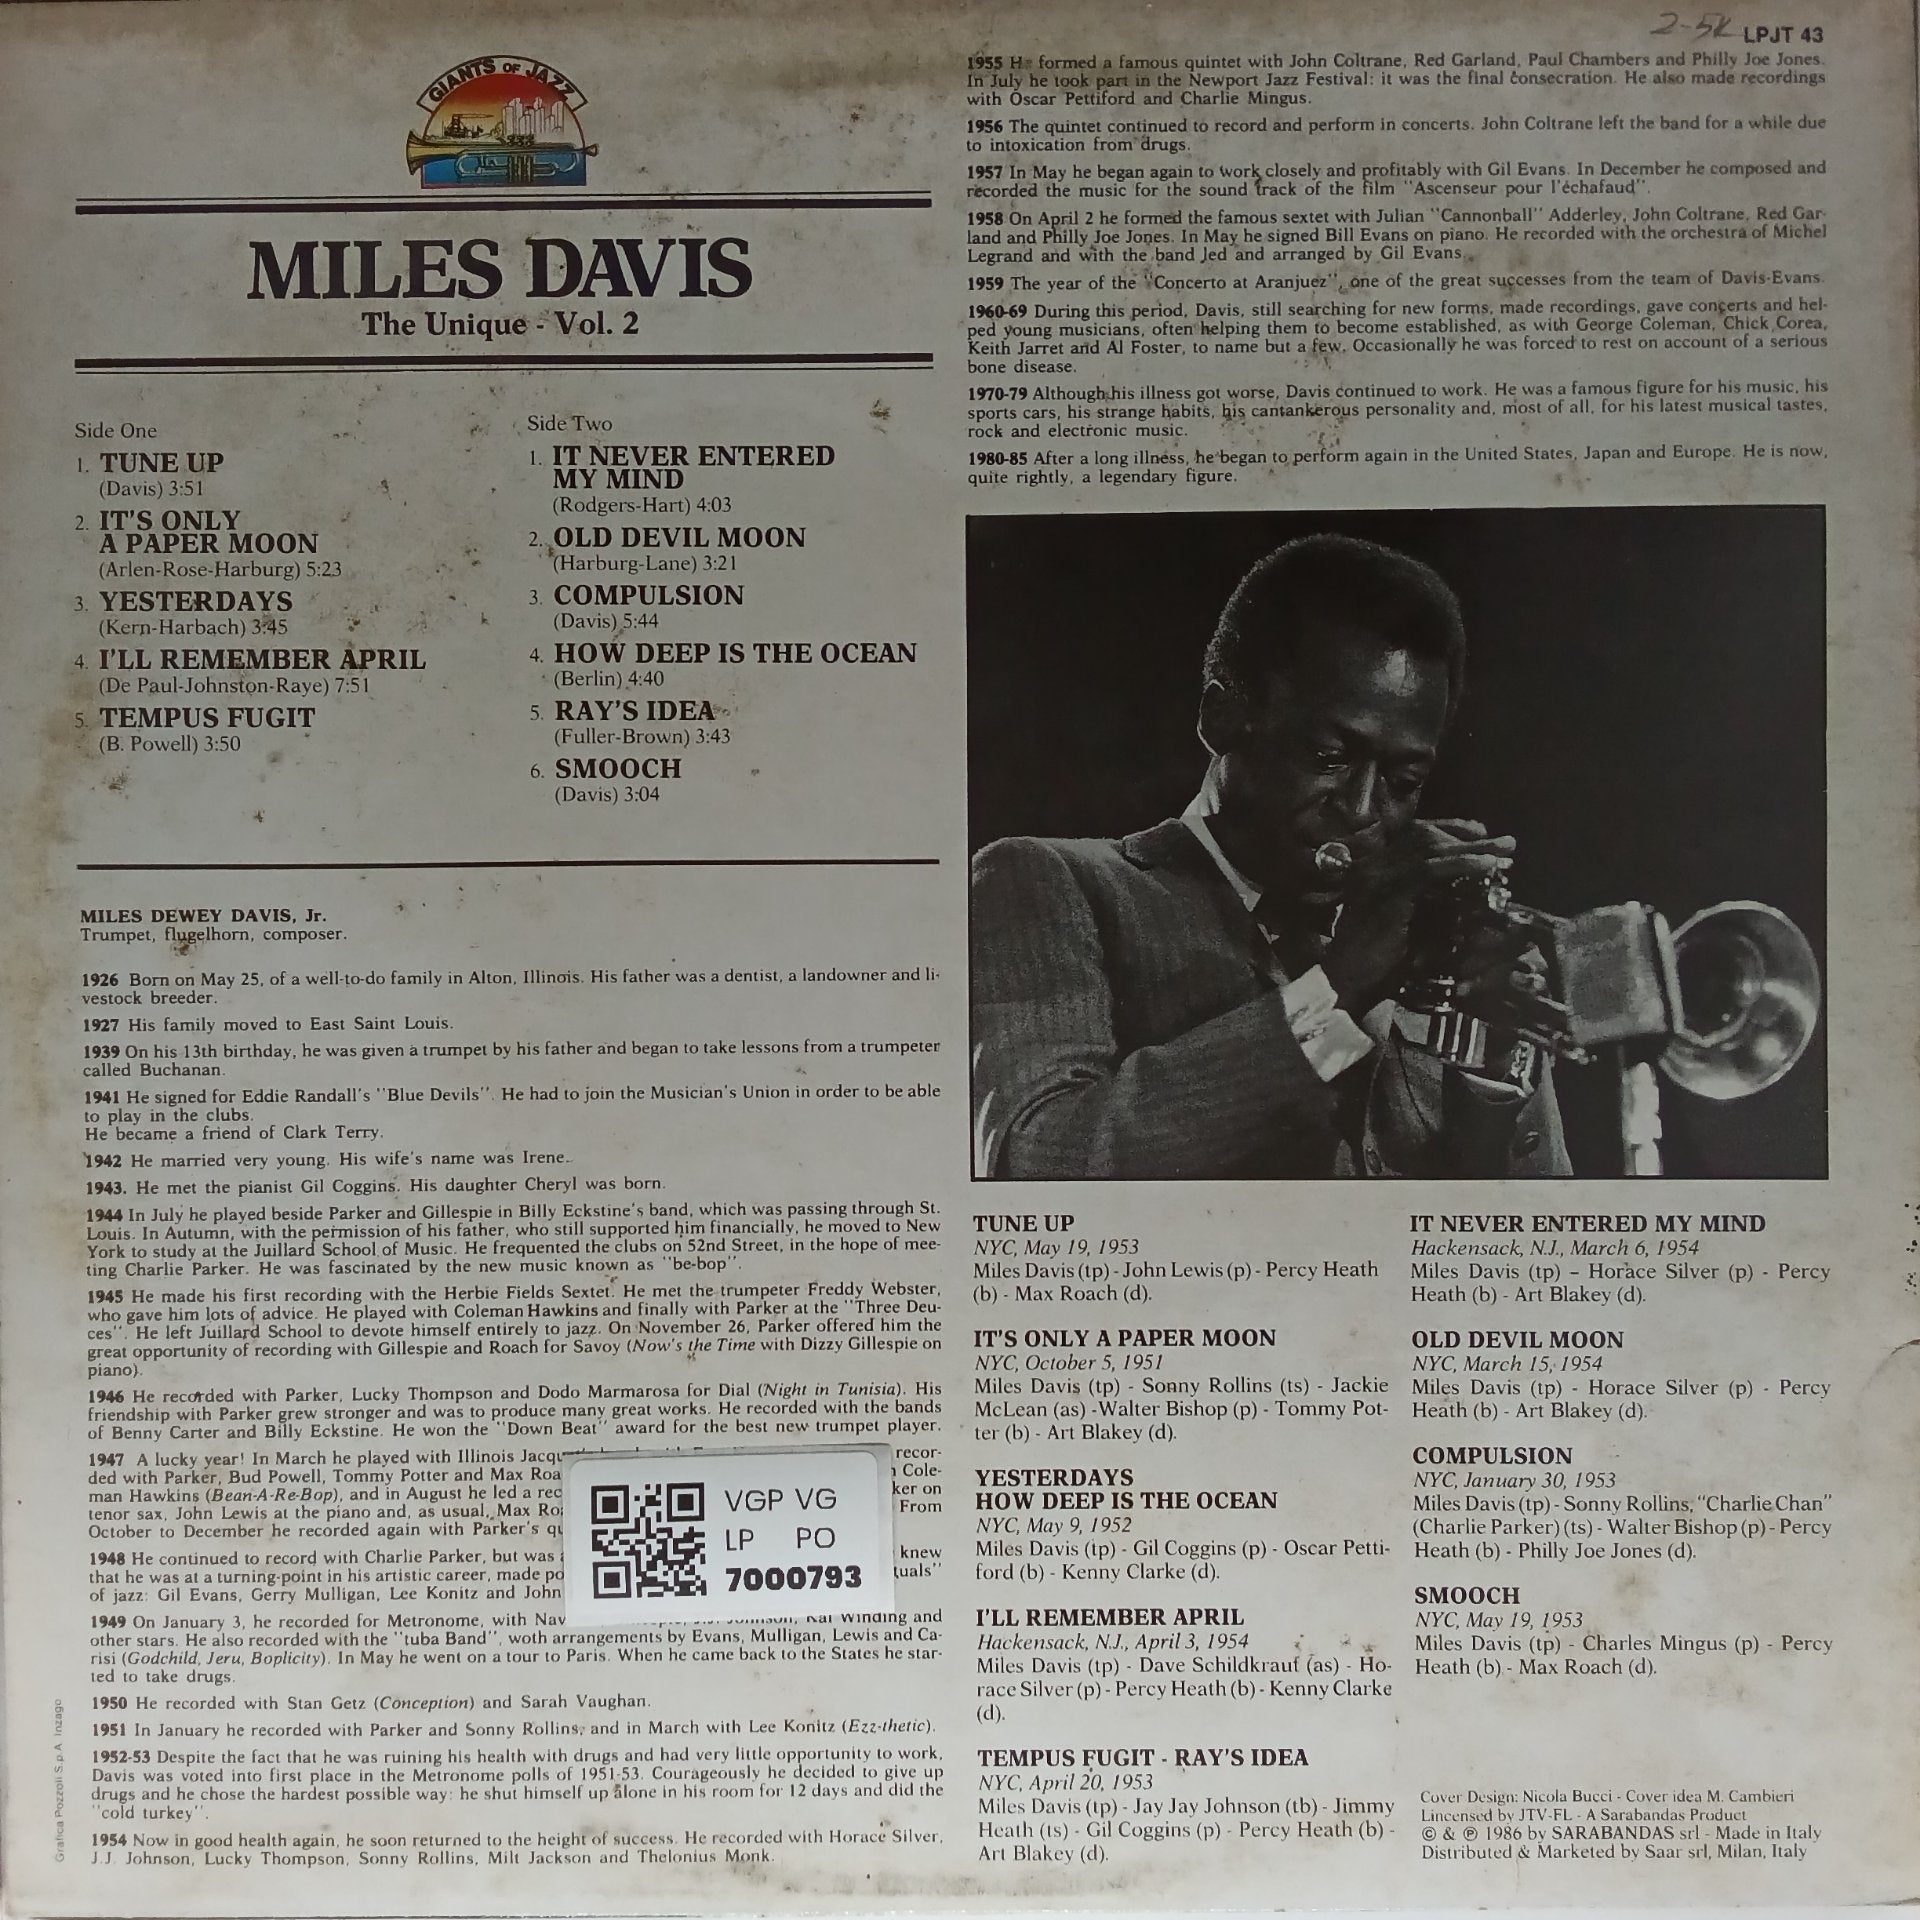 2-5K LPJT 43
GIANTS OF JAZZ
MILES DAVIS
The Unique - Vol. 2
Side One
1. TUNE UP
(Davis) 3:51
2. IT'S ONLY
A PAPER MOON
(Arlen-Rose-Harburg) 5:23
3. YESTERDAYS
(Kern-Harbach) 3:45
4. I'LL REMEMBER APRIL
(De Paul-Johnston-Raye) 7:51
5. TEMPUS FUGIT
(B. Powell) 3:50
Side Two
1. IT NEVER ENTERED
MY MIND
(Rodgers-Hart) 4:03
2. OLD DEVIL MOON
(Harburg-Lane) 3:21
3. COMPULSION
(Davis) 5:44
4. HOW DEEP IS THE OCEAN
(Berlin) 4:40
5. RAY'S IDEA
(Fuller-Brown) 3:43
6. SMOOCH
(Davis) 3:04
MILES DEWEY DAVIS, Jr.
Trumpet, flugelhorn, composer.
1926 Born on May 25, of a well-to-do family in Alton, Illinois. His father was a dentist, a landowner and li-
vestock breeder.
1927 His family moved to East Saint Louis.
1939 On his 13th birthday, he was given a trumpet by his father and began to take lessons from a trumpeter
called Buchanan.
1941 He signed for Eddie Randall's "Blue Devils". He had to join the Musician's Union in order to be able
to play in the clubs.
He became a friend of Clark Terry.
1942 He married very young. His wife's name was Irene.
1943. He met the pianist Gil Coggins. His daughter Cheryl was born.
1944 In July he played beside Parker and Gillespie in Billy Eckstine's band, which was passing through St.
Louis. In Autumn, with the permission of his father, who still supported him financially, he moved to New
York to study at the Juillard School of Music. He frequented the clubs on 52nd Street, in the hope of mee-
ting Charlie Parker. He was fascinated by the new music known as "be-bop".
1945 He made his first recording with the Herbie Fields Sextet. He met the trumpeter Freddy Webster,
who gave him lots of advice. He played with Coleman Hawkins and finally with Parker at the "Three Deu-
ces". He left Juillard School to devote himself entirely to jazz. On November 26, Parker offered him the
great opportunity of recording with Gillespie and Roach for Savoy (Now's the Time with Dizzy Gillespie on
piano).
1946 He recorded with Parker, Lucky Thompson and Dodo Marmarosa for Dial (Night in Tunisia). His
friendship with Parker grew stronger and was to produce many great works. He recorded with the bands
of Benny Carter and Billy Eckstine. He won the "Down Beat" award for the best new trumpet player.
1947 A lucky year! In March he played with Illinois Jacqu recor-
ded with Parker, Bud Powell, Tommy Potter and Max Roa Cole-
man Hawkins (Bean-A-Re-Bop), and in August he led a rec ker on
tenor sax, John Lewis at the piano and, as usual, Max Roa From
October to December he recorded again with Parker's qu
1948 He continued to record with Charlie Parker, but was knew
that he was at a turning-point in his artistic career, made po uals"
of jazz: Gil Evans, Gerry Mulligan, Lee Konitz and John
1949 On January 3, he recorded for Metronome, with Nav J.J. Johnson, Kai Winding and
other stars. He also recorded with the "tuba Band", woth arrangements by Evans, Mulligan, Lewis and Ca-
risi (Godchild, Jeru, Boplicity). In May he went on a tour to Paris. When he came back to the States he star-
ted to take drugs.
1950 He recorded with Stan Getz (Conception) and Sarah Vaughan.
1951 In January he recorded with Parker and Sonny Rollins, and in March with Lee Konitz (Ezz-thetic).
1952-53 Despite the fact that he was ruining his health with drugs and had very little opportunity to work,
Davis was voted into first place in the Metronome polls of 1951-53. Courageously he decided to give up
drugs and he chose the hardest possible way: he shut himself up alone in his room for 12 days and did the
"cold turkey".
1954 Now in good health again, he soon returned to the height of success. He recorded with Horace Silver,
J.J. Johnson, Lucky Thompson, Sonny Rollins, Milt Jackson and Thelonius Monk.
VGP VG
LP PO
7000793
Grafica Pozzoli S.p.A. Inzago
1955 He formed a famous quintet with John Coltrane, Red Garland, Paul Chambers and Philly Joe Jones.
In July he took part in the Newport Jazz Festival: it was the final consecration. He also made recordings
with Oscar Pettiford and Charlie Mingus.
1956 The quintet continued to record and perform in concerts. John Coltrane left the band for a while due
to intoxication from drugs.
1957 In May he began again to work closely and profitably with Gil Evans. In December he composed and
recorded the music for the sound track of the film "Ascenseur pour l'échafaud".
1958 On April 2 he formed the famous sextet with Julian "Cannonball" Adderley, John Coltrane, Red Gar-
land and Philly Joe Jones. In May he signed Bill Evans on piano. He recorded with the orchestra of Michel
Legrand and with the band led and arranged by Gil Evans.
1959 The year of the "Concerto at Aranjuez", one of the great successes from the team of Davis-Evans.
1960-69 During this period, Davis, still searching for new forms, made recordings, gave concerts and hel-
ped young musicians, often helping them to become established, as with George Coleman, Chick Corea,
Keith Jarret and Al Foster, to name but a few. Occasionally he was forced to rest on account of a serious
bone disease.
1970-79 Although his illness got worse, Davis continued to work. He was a famous figure for his music, his
sports cars, his strange habits, his cantankerous personality and, most of all, for his latest musical tastes,
rock and electronic music.
1980-85 After a long illness, he began to perform again in the United States, Japan and Europe. He is now,
quite rightly, a legendary figure.
TUNE UP
NYC, May 19, 1953
Miles Davis (tp) - John Lewis (p) - Percy Heath
(b) - Max Roach (d).
IT'S ONLY A PAPER MOON
NYC, October 5, 1951
Miles Davis (tp) - Sonny Rollins (ts) - Jackie
McLean (as) -Walter Bishop (p) - Tommy Pot-
ter (b) - Art Blakey (d).
YESTERDAYS
HOW DEEP IS THE OCEAN
NYC, May 9, 1952
Miles Davis (tp) - Gil Coggins (p) - Oscar Petti-
ford (b) - Kenny Clarke (d).
I'LL REMEMBER APRIL
Hackensack, N.J., April 3, 1954
Miles Davis (tp) - Dave Schildkraut (as) - Ho-
race Silver (p) - Percy Heath (b) - Kenny Clarke
(d).
TEMPUS FUGIT - RAY'S IDEA
NYC, April 20, 1953
Miles Davis (tp) - Jay Jay Johnson (tb) - Jimmy
Heath (ts) - Gil Coggins (p) - Percy Heath (b) -
Art Blakey (d).
IT NEVER ENTERED MY MIND
Hackensack, N.J., March 6, 1954
Miles Davis (tp) – Horace Silver (p) - Percy
Heath (b) - Art Blakey (d).
OLD DEVIL MOON
NYC, March 15, 1954
Miles Davis (tp) - Horace Silver (p) - Percy
Heath (b) - Art Blakey (d).
COMPULSION
NYC, January 30, 1953
Miles Davis (tp) - Sonny Rollins, "Charlie Chan"
(Charlie Parker) (ts) - Walter Bishop (p) - Percy
Heath (b) - Philly Joe Jones (d).
SMOOCH
NYC, May 19, 1953
Miles Davis (tp) - Charles Mingus (p) - Percy
Heath (b) - Max Roach (d).
Cover Design: Nicola Bucci - Cover idea M. Cambieri
Lincensed by JTV-FL - A Sarabandas Product
© & ℗ 1986 by SARABANDAS srl - Made in Italy
Distributed & Marketed by Saar srl, Milan, Italy